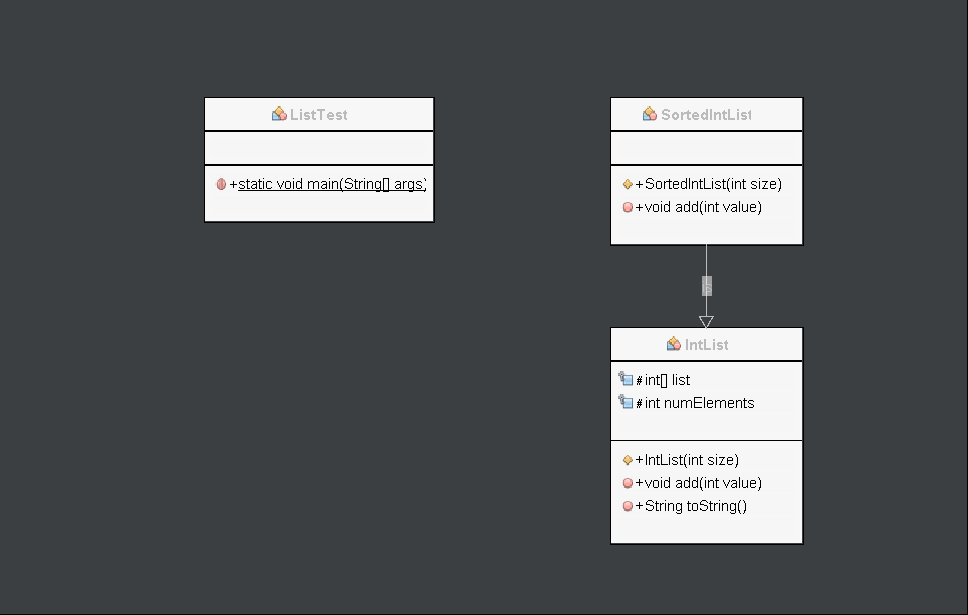 ListTest
+static void main(String[] args)
SortedIntList
+SortedIntList(int size)
+void add(int value)
IntList
#int[] list
#int numElements
+IntList(int size)
+void add(int value)
+String toString()